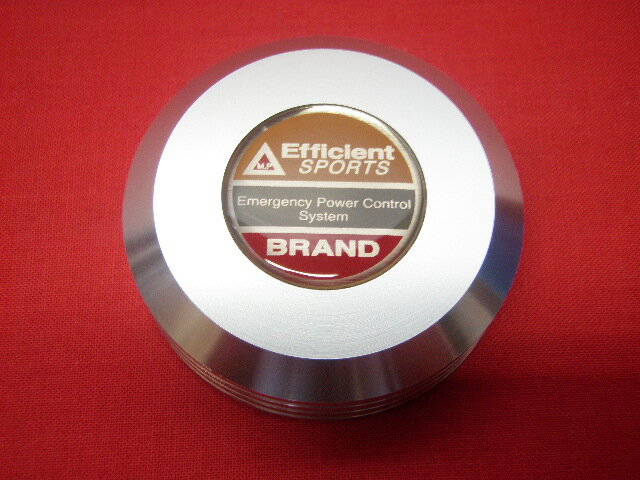 Efficient
M.P SPORTS
Emergency Power Control
System
BRAND